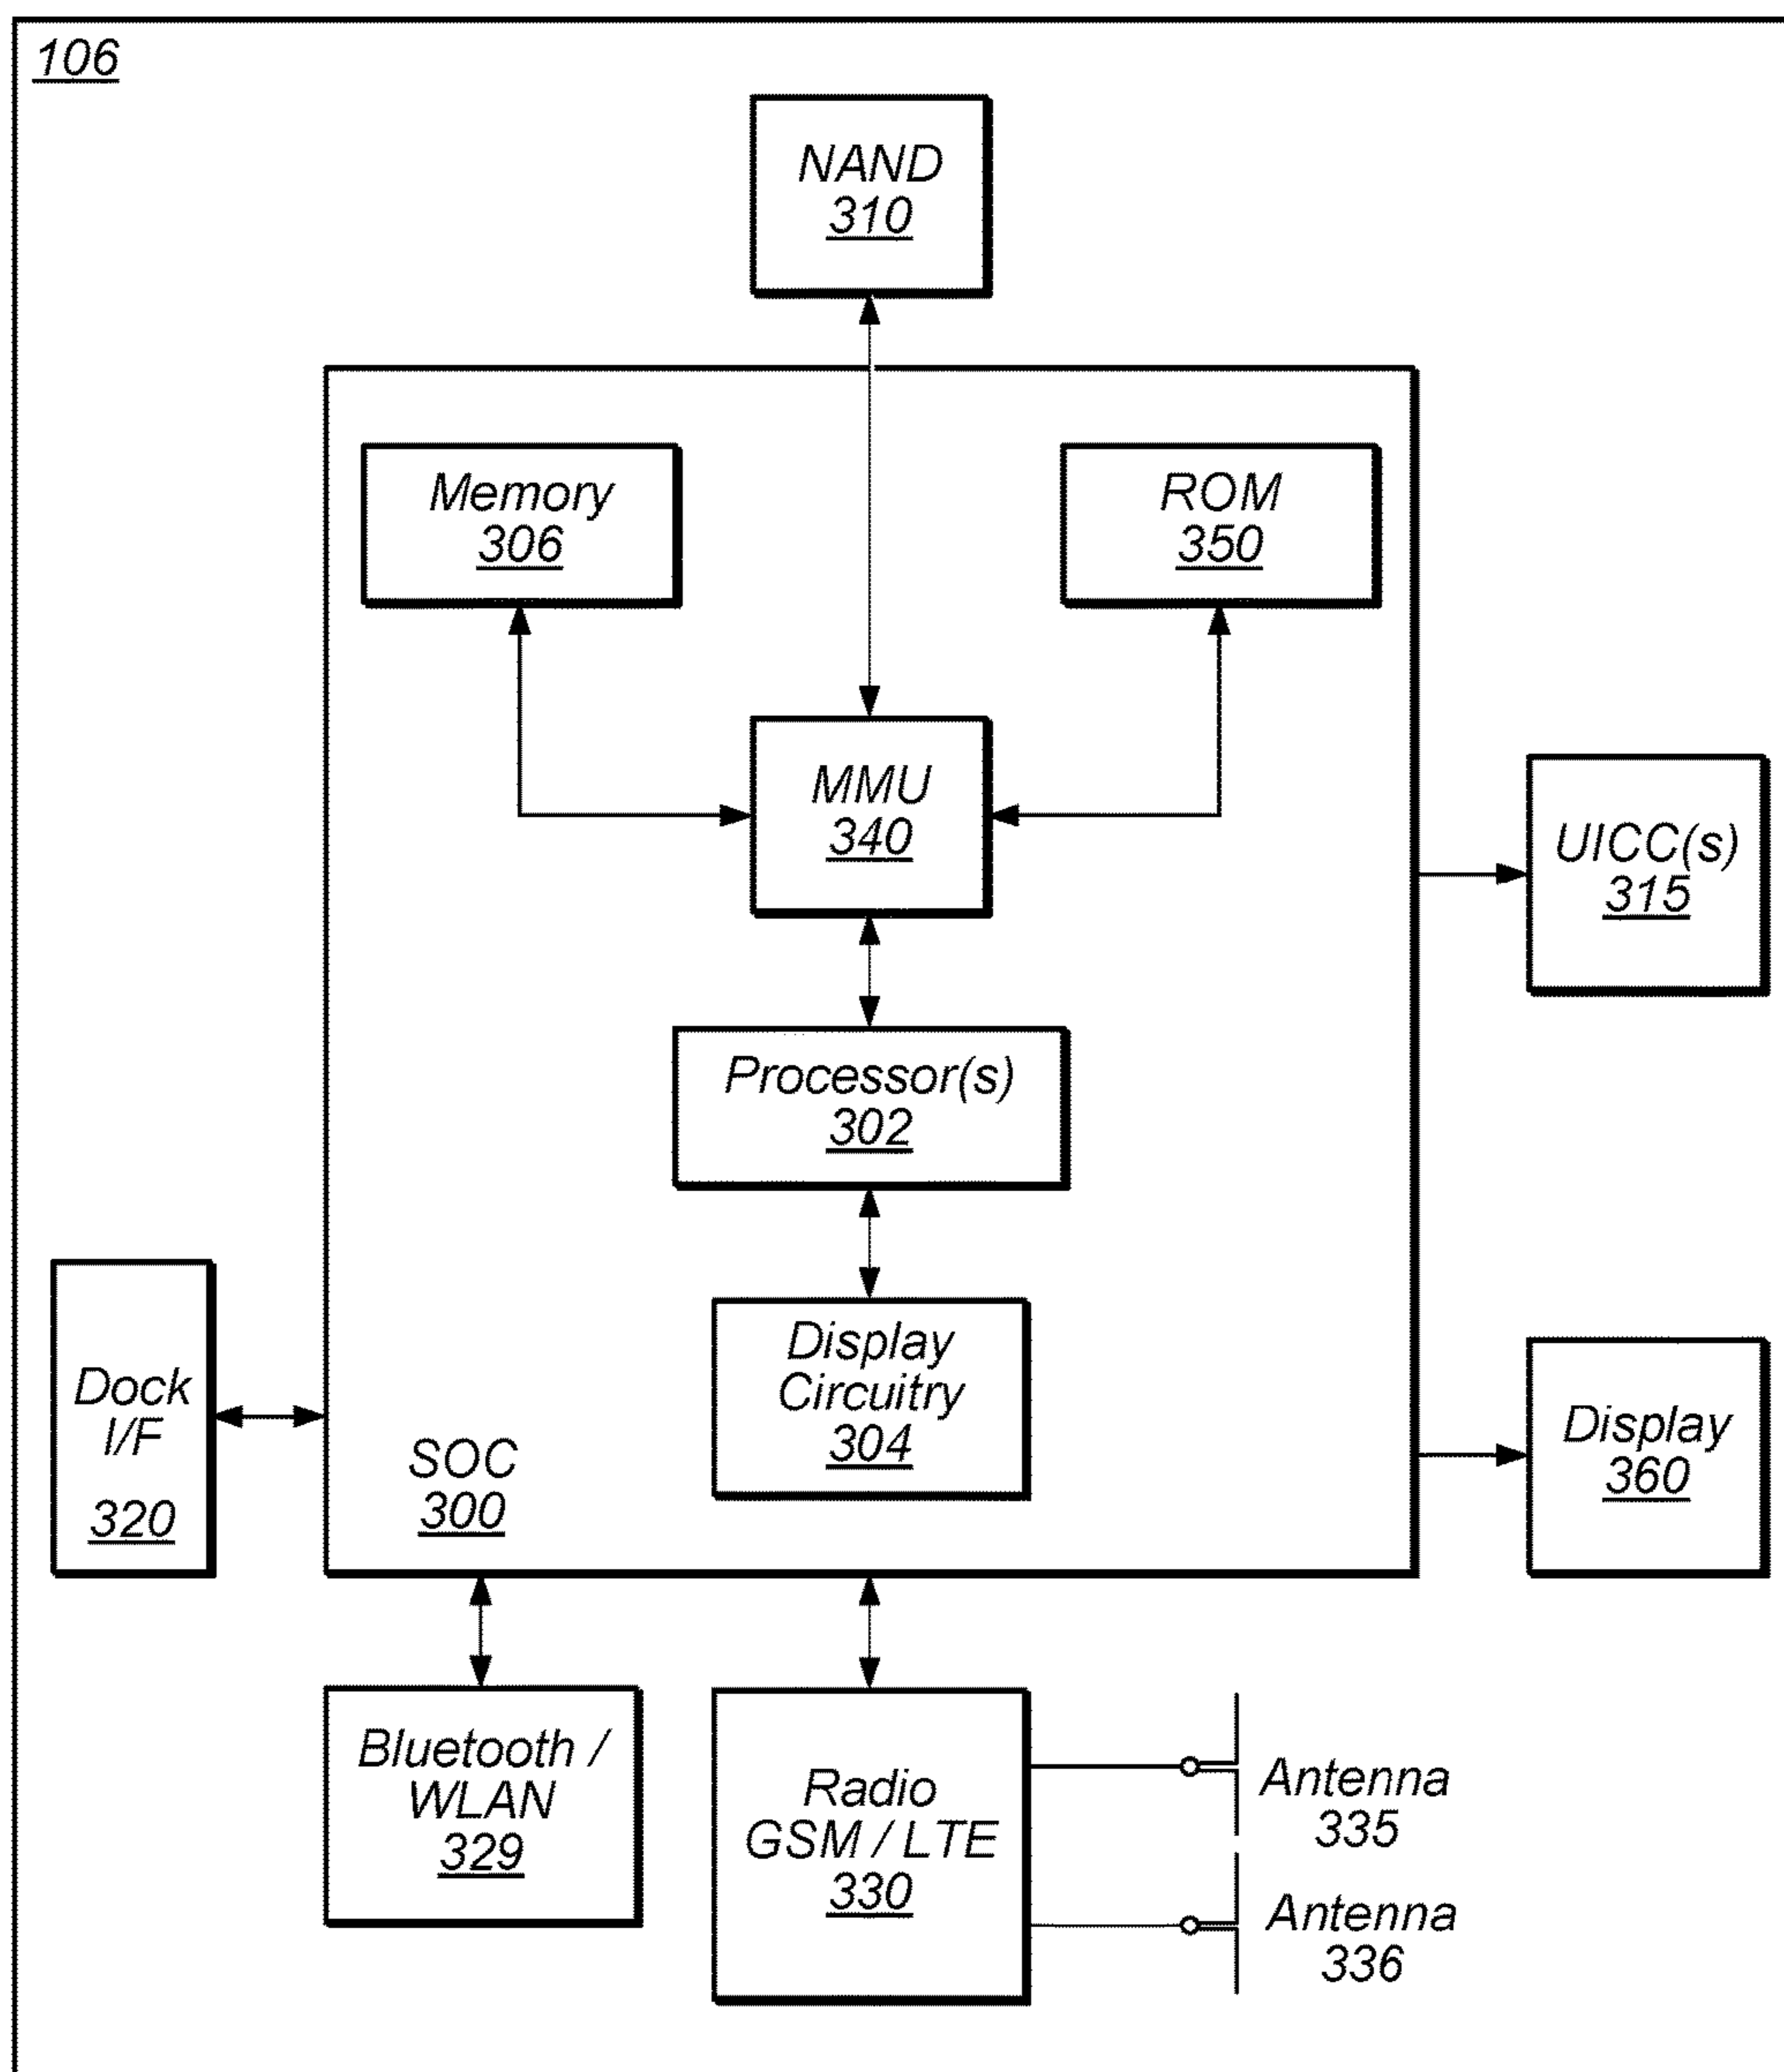 106
NAND
310
Memory
306
ROM
350
MMU
340
UICC(s)
315
Processor(s)
302
Display
Circuitry
304
Dock
I/F
320
SOC
300
Display
360
Bluetooth /
WLAN
329
Radio
GSM / LTE
330
Antenna
335
Antenna
336